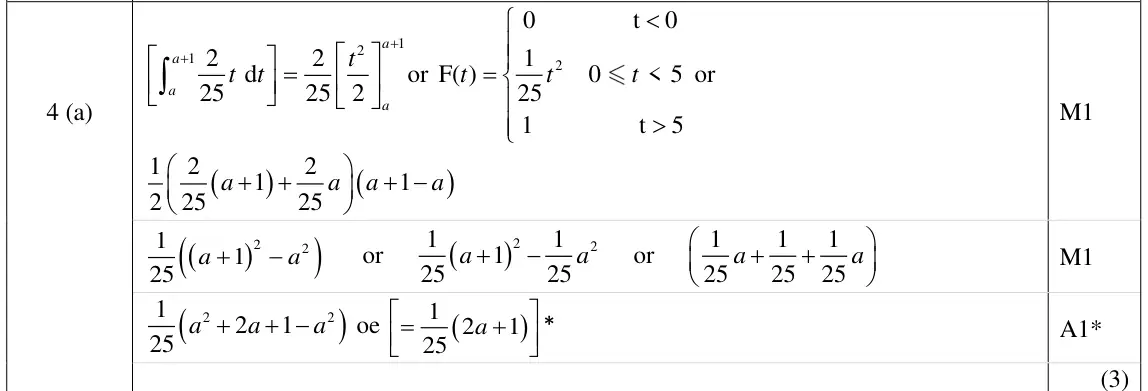 4 (a)
[∫_a^{a+1} 2/25 t dt] = 2/25 [t²/2]_a^{a+1} or F(t) = { 0 t < 0
1/25 t² 0 ⩽ t < 5 or
1 t > 5
M1
1/2 (2/25 (a+1) + 2/25 a)(a+1−a)
1/25 ((a+1)² − a²) or 1/25 (a+1)² − 1/25 a² or (1/25 a + 1/25 + 1/25 a) M1
1/25 (a² + 2a + 1 − a²) oe [= 1/25 (2a+1)]* A1*
(3)